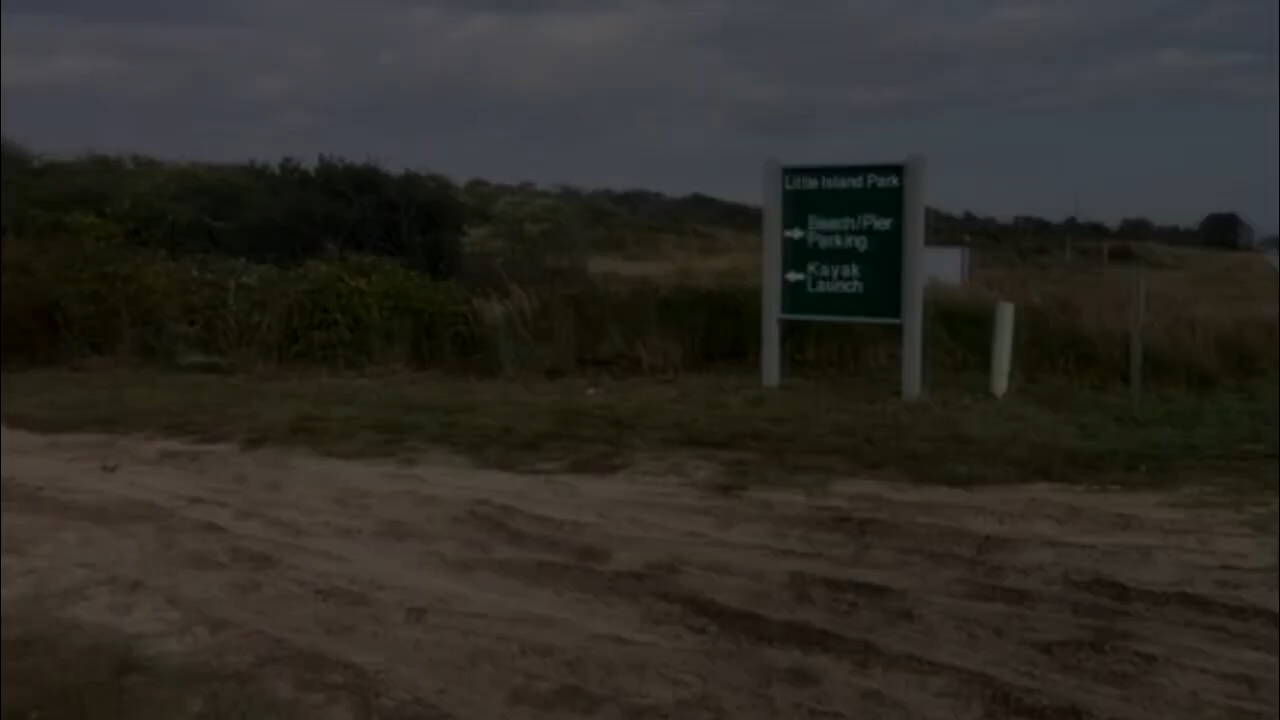 Little Island Park
→ Beach/Pier
Parking
← Kayak
Launch